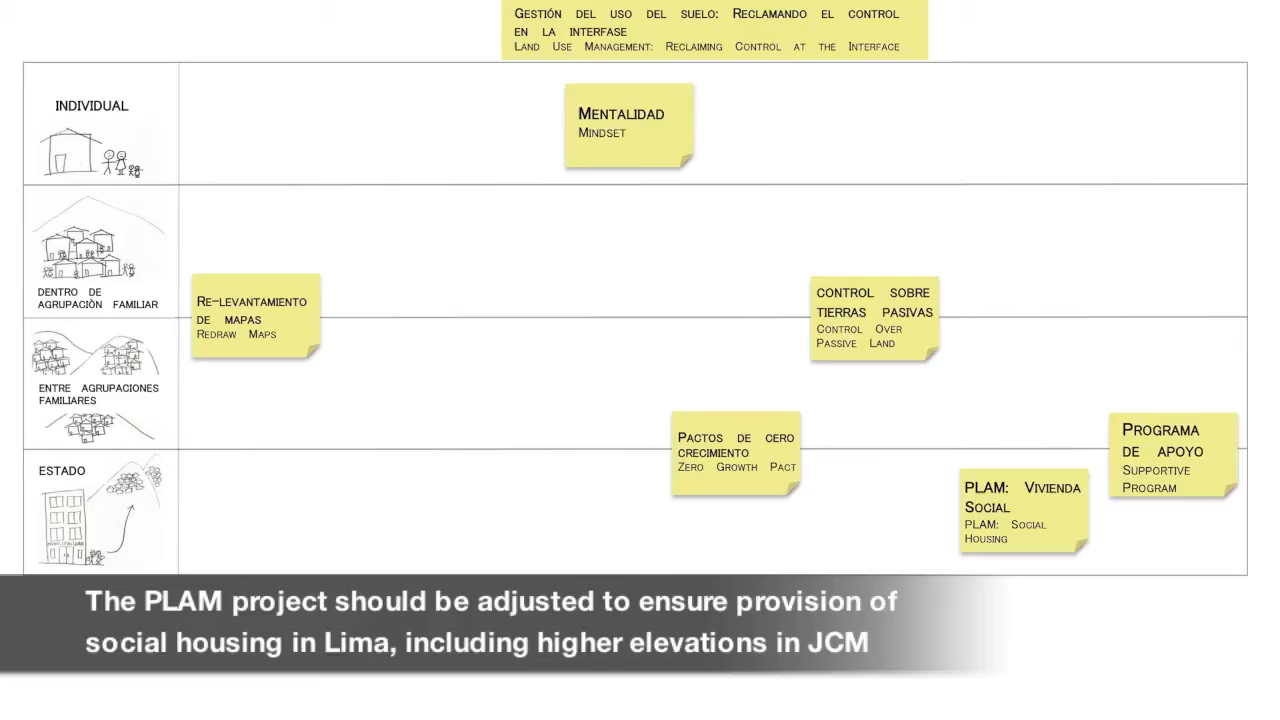 GESTIÓN DEL USO DEL SUELO: RECLAMANDO EL CONTROL
EN LA INTERFASE
LAND USE MANAGEMENT: RECLAIMING CONTROL AT THE INTERFACE
INDIVIDUAL
MENTALIDAD
MINDSET
DENTRO DE
AGRUPACIÒN FAMILIAR
RE-LEVANTAMIENTO
DE MAPAS
REDRAW MAPS
CONTROL SOBRE
TIERRAS PASIVAS
CONTROL OVER
PASSIVE LAND
ENTRE AGRUPACIONES
FAMILIARES
PACTOS DE CERO
CRECIMIENTO
ZERO GROWTH PACT
PROGRAMA
DE APOYO
SUPPORTIVE
PROGRAM
ESTADO
PLAM: VIVIENDA
SOCIAL
PLAM: SOCIAL
HOUSING
The PLAM project should be adjusted to ensure provision of
social housing in Lima, including higher elevations in JCM